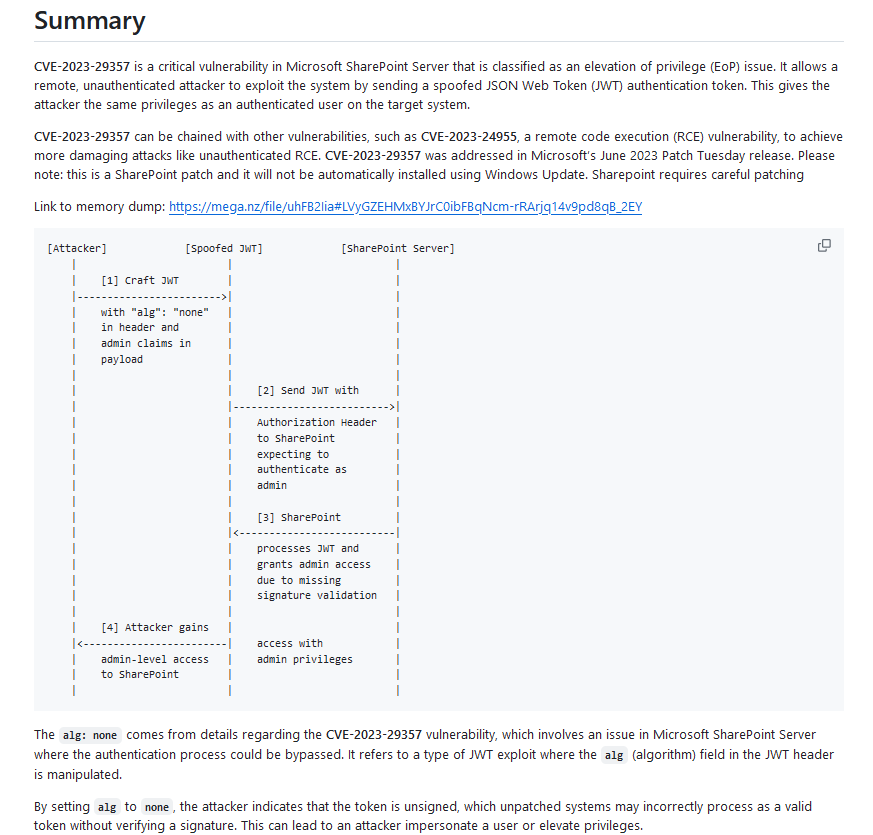 Summary
CVE-2023-29357 is a critical vulnerability in Microsoft SharePoint Server that is classified as an elevation of privilege (EoP) issue. It allows a
remote, unauthenticated attacker to exploit the system by sending a spoofed JSON Web Token (JWT) authentication token. This gives the
attacker the same privileges as an authenticated user on the target system.
CVE-2023-29357 can be chained with other vulnerabilities, such as CVE-2023-24955, a remote code execution (RCE) vulnerability, to achieve
more damaging attacks like unauthenticated RCE. CVE-2023-29357 was addressed in Microsoft's June 2023 Patch Tuesday release. Please
note: this is a SharePoint patch and it will not be automatically installed using Windows Update. Sharepoint requires careful patching
Link to memory dump: https://mega.nz/file/uhFB2Iia#LVyGZEHMxBYJrC0ibFBqNcm-rRArjq14v9pd8qB_2EY
[Attacker] [Spoofed JWT] [SharePoint Server]
[1] Craft JWT
with "alg": "none"
in header and
admin claims in
payload
[2] Send JWT with
Authorization Header
to SharePoint
expecting to
authenticate as
admin
[3] SharePoint
processes JWT and
grants admin access
due to missing
signature validation
[4] Attacker gains
access with
admin-level access admin privileges
to SharePoint
The alg: none comes from details regarding the CVE-2023-29357 vulnerability, which involves an issue in Microsoft SharePoint Server
where the authentication process could be bypassed. It refers to a type of JWT exploit where the alg (algorithm) field in the JWT header
is manipulated.
By setting alg to none, the attacker indicates that the token is unsigned, which unpatched systems may incorrectly process as a valid
token without verifying a signature. This can lead to an attacker impersonate a user or elevate privileges.